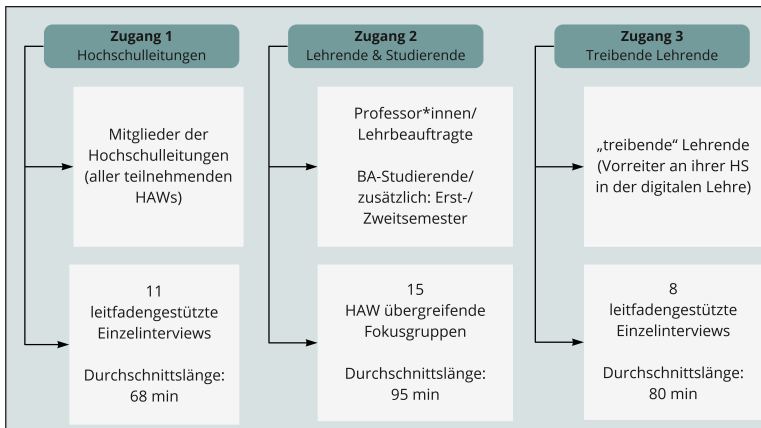 Zugang 1
Hochschulleitungen
Mitglieder der
Hochschulleitungen
(aller teilnehmenden
HAWs)
11
leitfadengestützte
Einzelinterviews
Durchschnittslänge:
68 min
Zugang 2
Lehrende & Studierende
Professor*innen/
Lehrbeauftragte
BA-Studierende/
zusätzlich: Erst-/
Zweitsemester
15
HAW übergreifende
Fokusgruppen
Durchschnittslänge:
95 min
Zugang 3
Treibende Lehrende
„treibende“ Lehrende
(Vorreiter an ihrer HS
in der digitalen Lehre)
8
leitfadengestützte
Einzelinterviews
Durchschnittslänge:
80 min